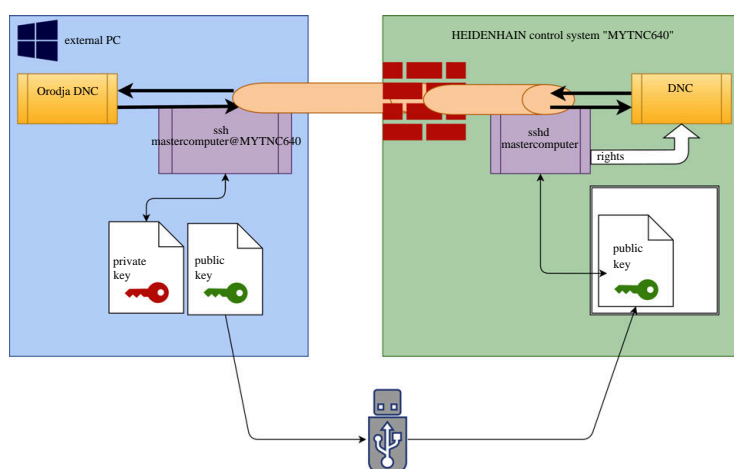 external PC
HEIDENHAIN control system "MYTNC640"
Orodja DNC
DNC
ssh
mastercomputer@MYTNC640
sshd
mastercomputer
rights
private
key
public
key
public
key